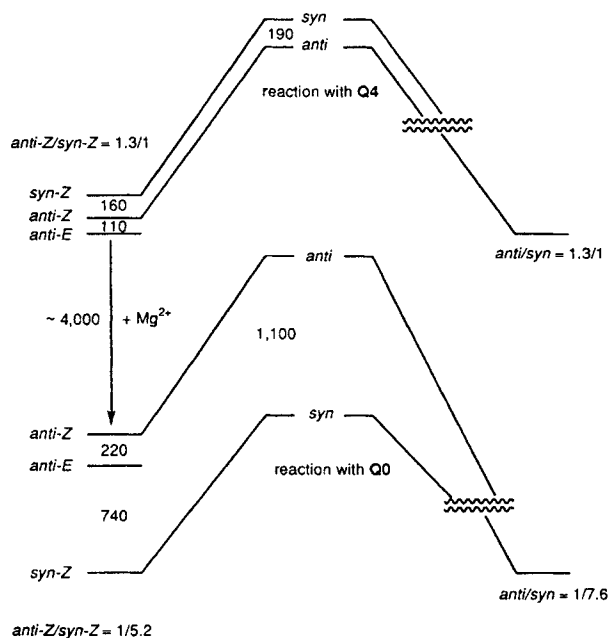 syn
190
anti
reaction with Q4
anti-Z/syn-Z = 1.3/1
syn-Z
160
anti-Z
110
anti-E
anti/syn = 1.3/1
anti
~ 4,000 + Mg2+
1,100
anti-Z
220
anti-E
syn
reaction with Q0
740
syn-Z
anti/syn = 1/7.6
anti-Z/syn-Z = 1/5.2